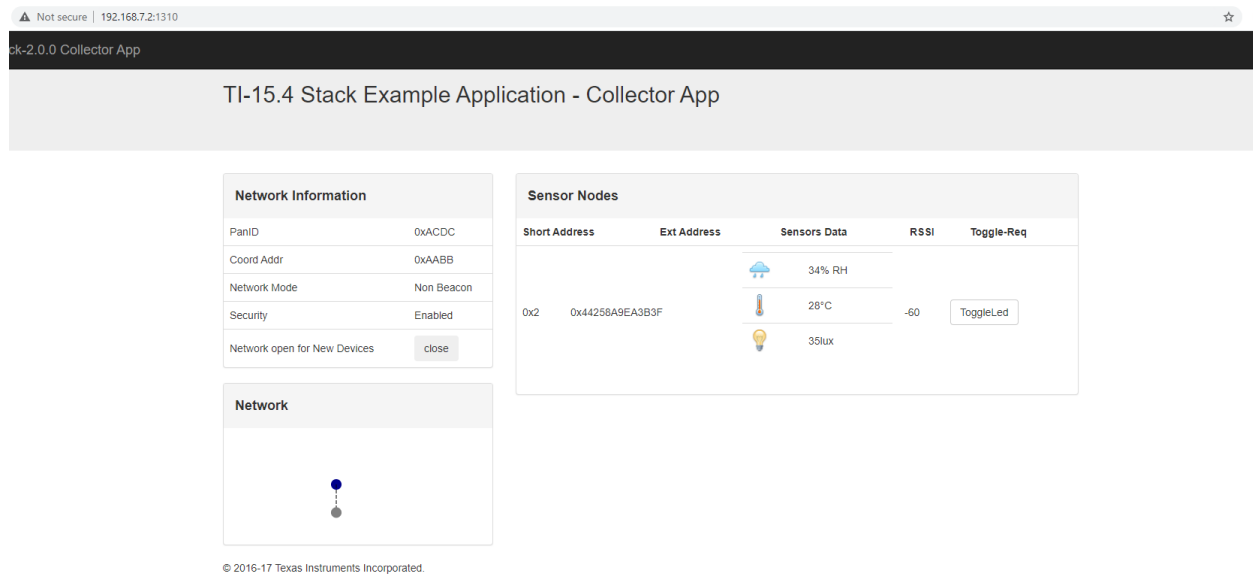 Not secure | 192.168.7.2:1310
ck-2.0.0 Collector App
TI-15.4 Stack Example Application - Collector App
Network Information
PanID 0xACDC
Coord Addr 0xAABB
Network Mode Non Beacon
Security Enabled
Network open for New Devices close
Network
Sensor Nodes
Short Address Ext Address Sensors Data RSSI Toggle-Req
34% RH
28°C
0x2 0x44258A9EA3B3F -60 ToggleLed
35lux
© 2016-17 Texas Instruments Incorporated.